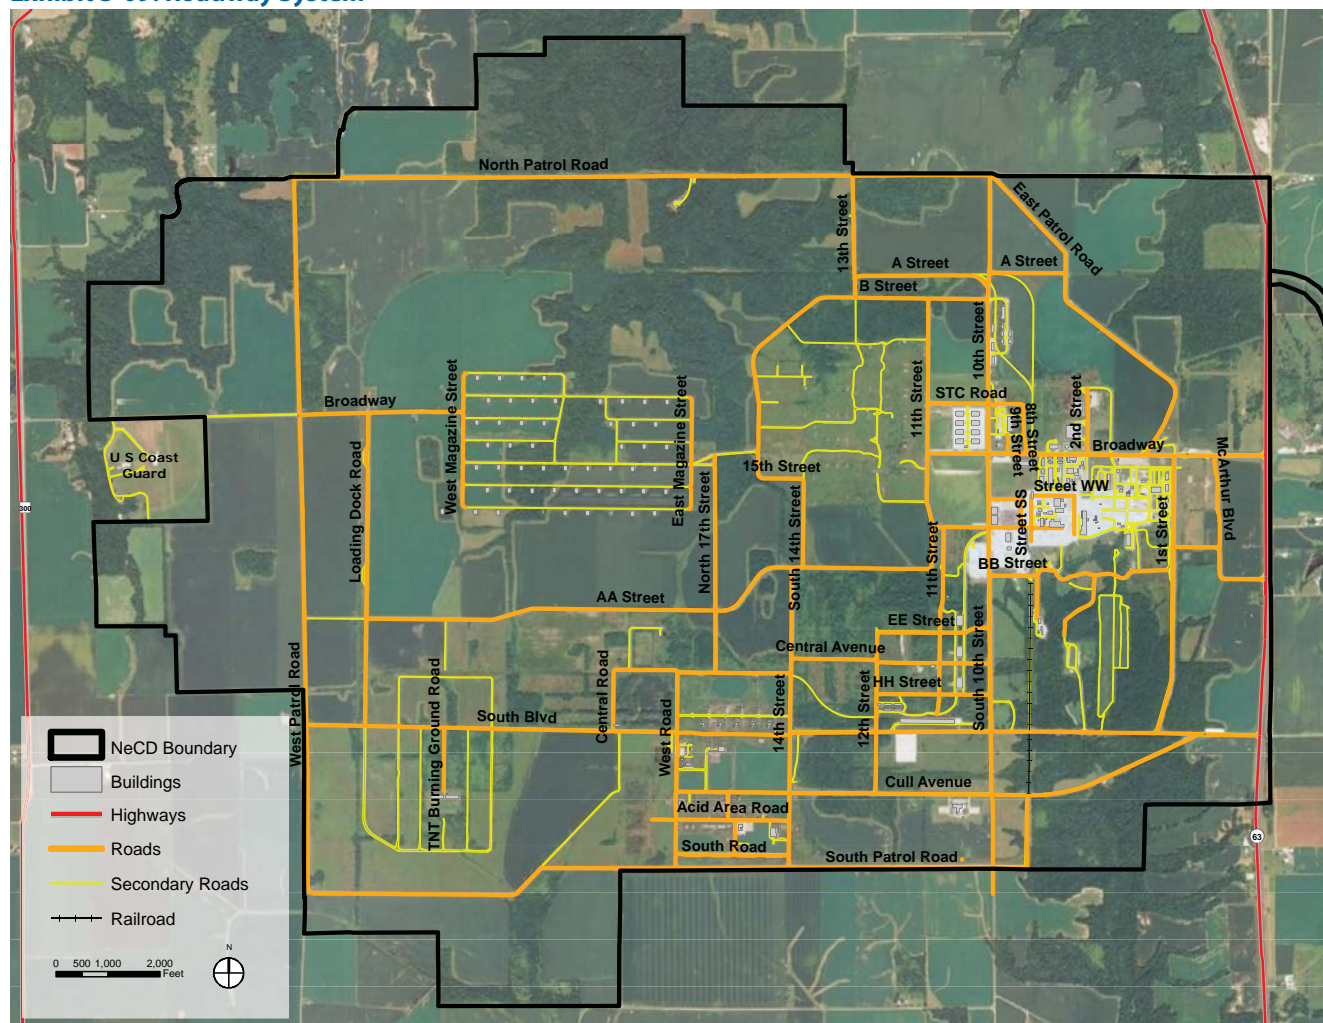 North Patrol Road
East Patrol Road
13th Street
A Street
A Street
B Street
10th Street
11th Street
STC Road
9th Street
8th Street
2nd Street
Broadway
McArthur Blvd
West Magazine Street
East Magazine Street
Broadway
U S Coast
Guard
15th Street
Street WW
Street SS
1st Street
300
Loading Dock Road
North 17th Street
South 14th Street
11th Street
BB Street
AA Street
EE Street
Central Avenue
South 10th Street
HH Street
West Patrol Road
TNT Burning Ground Road
South Blvd
Central Road
West Road
14th Street
12th Street
Cull Avenue
Acid Area Road
South Road
South Patrol Road
63
NeCD Boundary
Buildings
Highways
Roads
Secondary Roads
Railroad
0 500 1,000 2,000
Feet
N